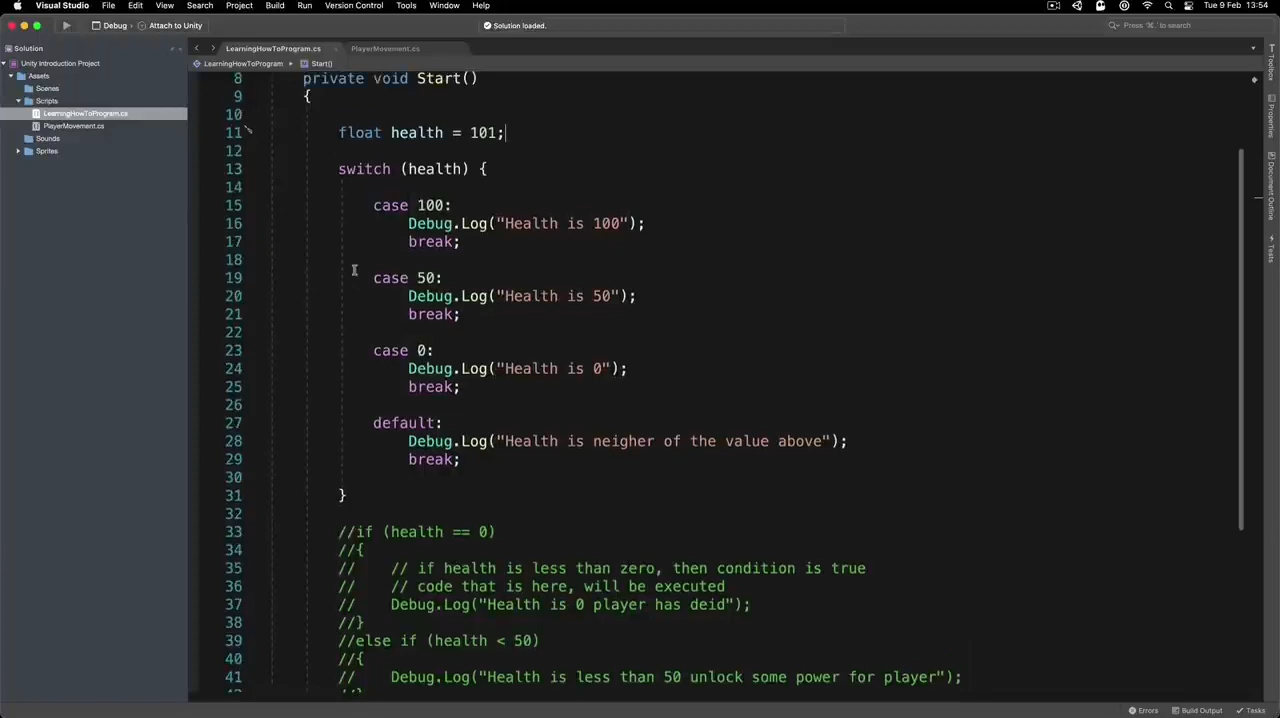 Visual Studio File Edit View Search Project Build Run Version Control Tools Window Help Tue 9 Feb 13:54
Debug Attach to Unity Solution loaded. Press '⌘.' to search
Solution LearningHowToProgram.cs PlayerMovement.cs
LearningHowToProgram Start()
Unity Introduction Project
Assets
Scenes
Scripts
LearningHowToProgram.cs
PlayerMovement.cs
Sounds
Sprites
8 private void Start()
9 {
10
11 float health = 101;
12
13 switch (health) {
14
15 case 100:
16 Debug.Log("Health is 100");
17 break;
18
19 case 50:
20 Debug.Log("Health is 50");
21 break;
22
23 case 0:
24 Debug.Log("Health is 0");
25 break;
26
27 default:
28 Debug.Log("Health is neigher of the value above");
29 break;
30
31 }
32
33 //if (health == 0)
34 //{
35 // // if health is less than zero, then condition is true
36 // // code that is here, will be executed
37 // Debug.Log("Health is 0 player has deid");
38 //}
39 //else if (health < 50)
40 //{
41 // Debug.Log("Health is less than 50 unlock some power for player");
Toolbox
Properties
Document Outline
Tests
Errors Build Output Tasks